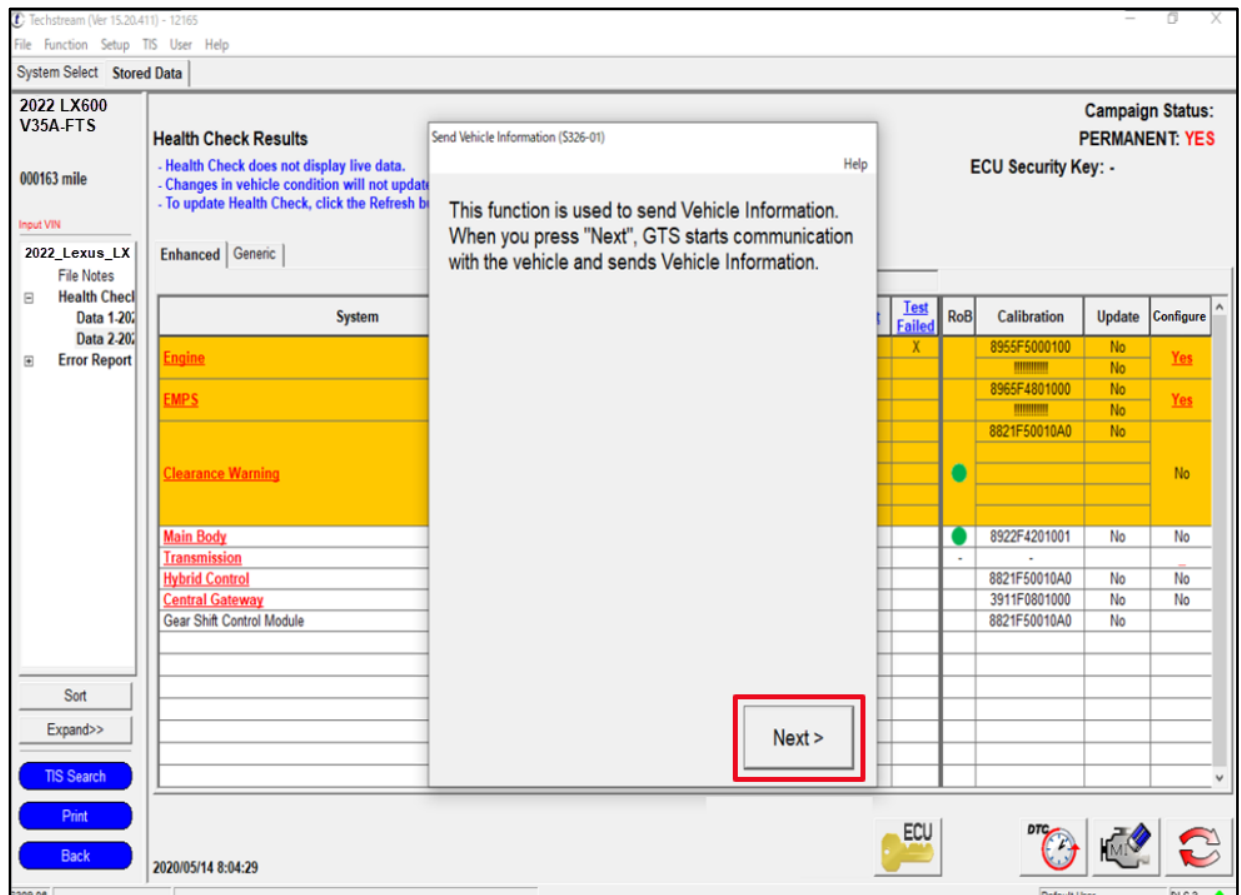 Techstream (Ver 15.20.411) - 12165
File Function Setup TIS User Help
System Select Stored Data
2022 LX600
V35A-FTS
000163 mile
Input VIN
2022_Lexus_LX
File Notes
Health Checl
Data 1-202
Data 2-202
Error Report
Sort
Expand>>
TIS Search
Print
Back
Health Check Results
- Health Check does not display live data.
- Changes in vehicle condition will not update
- To update Health Check, click the Refresh
Campaign Status:
PERMANENT: YES
ECU Security Key: -
Enhanced Generic
Send Vehicle Information (S326-01)
Help
This function is used to send Vehicle Information.
When you press "Next", GTS starts communication
with the vehicle and sends Vehicle Information.
Next >
System Test Failed RoB Calibration Update Configure
Engine X 8955F5000100 No Yes
!!!!!!!!!!!! No
EMPS 8965F4801000 No Yes
!!!!!!!!!!!! No
Clearance Warning 8821F50010A0 No No
Main Body 8922F4201001 No No
Transmission - - _
Hybrid Control 8821F50010A0 No No
Central Gateway 3911F0801000 No No
Gear Shift Control Module 8821F50010A0 No
ECU
DTC
MI
2020/05/14 8:04:29
Default User
DLC 3